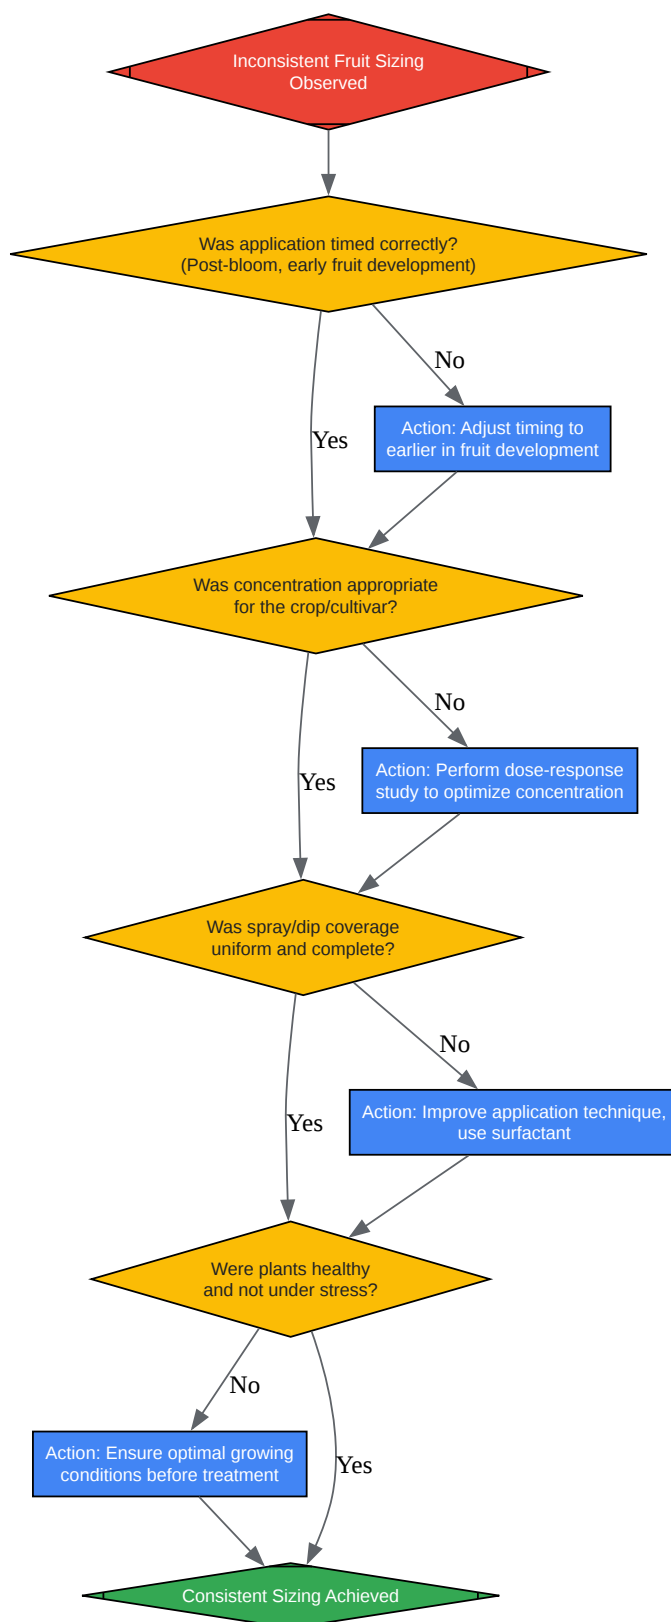 Inconsistent Fruit Sizing
Observed
Was application timed correctly?
(Post-bloom, early fruit development)
No
Action: Adjust timing to
earlier in fruit development
Yes
Was concentration appropriate
for the crop/cultivar?
No
Action: Perform dose-response
study to optimize concentration
Yes
Was spray/dip coverage
uniform and complete?
No
Action: Improve application technique,
use surfactant
Yes
Were plants healthy
and not under stress?
No
Action: Ensure optimal growing
conditions before treatment
Yes
Consistent Sizing Achieved